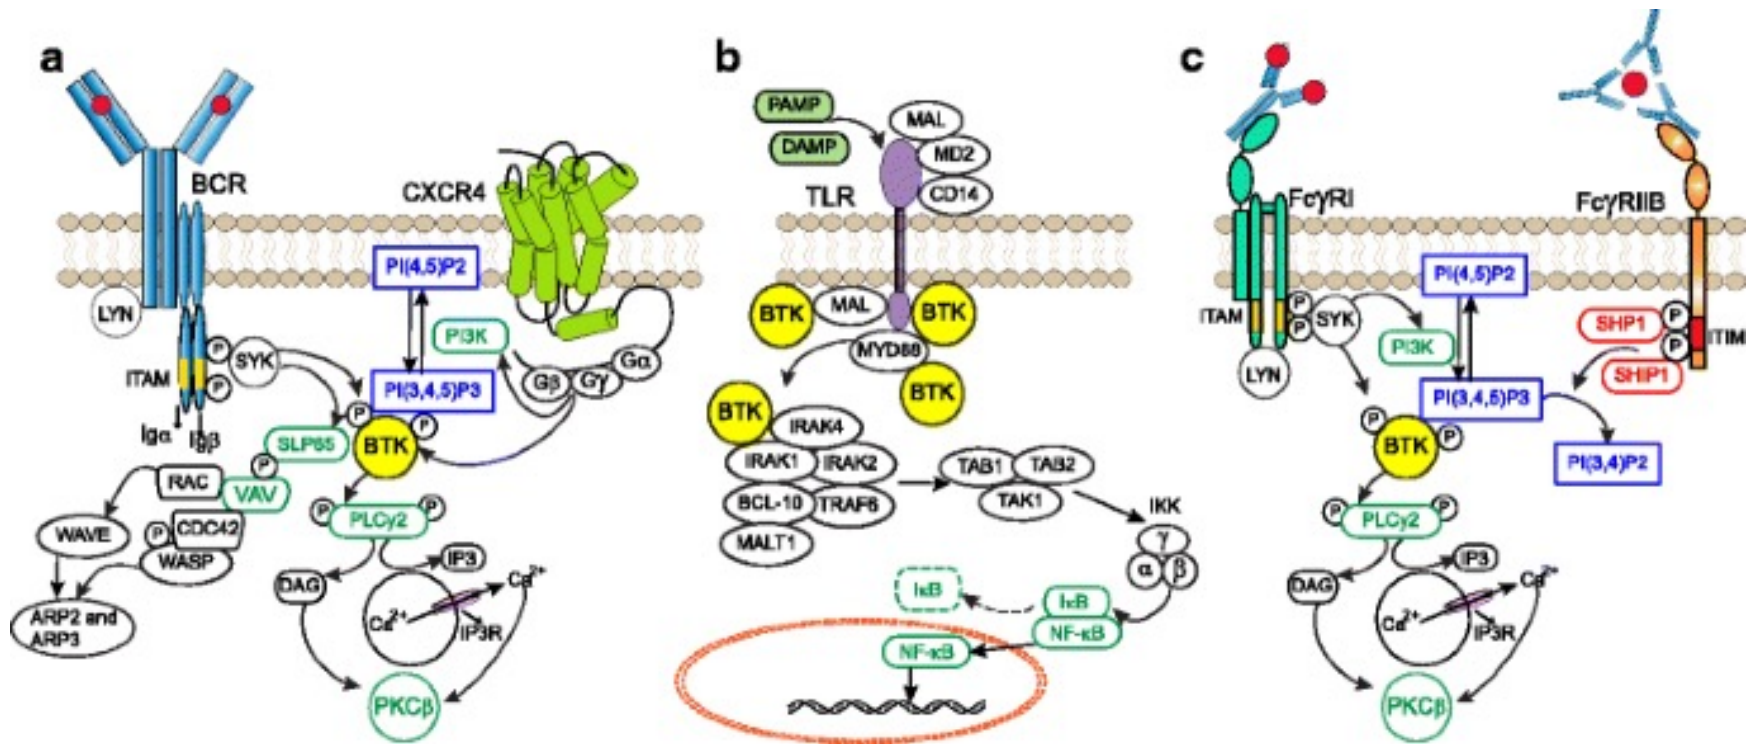 a
BCR
CXCR4
PI(4,5)P2
LYN
PI3K
ITAM
P
SYK
P
PI(3,4,5)P3
Gβ
Gγ
Gα
Igα
Igβ
P
P
SLP65
BTK
P
RAC
VAV
WAVE
P
CDC42
WASP
P
PLCγ2
P
ARP2 and
ARP3
DAG
IP3
Ca2+
Ca2+
IP3R
PKCβ
b
PAMP
DAMP
MAL
MD2
CD14
TLR
BTK
MAL
BTK
MYD88
BTK
BTK
IRAK4
IRAK1
IRAK2
BCL-10
TRAF6
MALT1
TAB1
TAB2
TAK1
IKK
γ
α
β
IκB
IκB
NF-κB
NF-κB
c
FcγRI
FcγRIIB
PI(4,5)P2
ITAM
P
P
SYK
LYN
PI3K
SHP1
P
P
SHIP1
ITIM
PI(3,4,5)P3
P
BTK
P
PI(3,4)P2
P
PLCγ2
P
DAG
IP3
Ca2+
Ca2+
IP3R
PKCβ